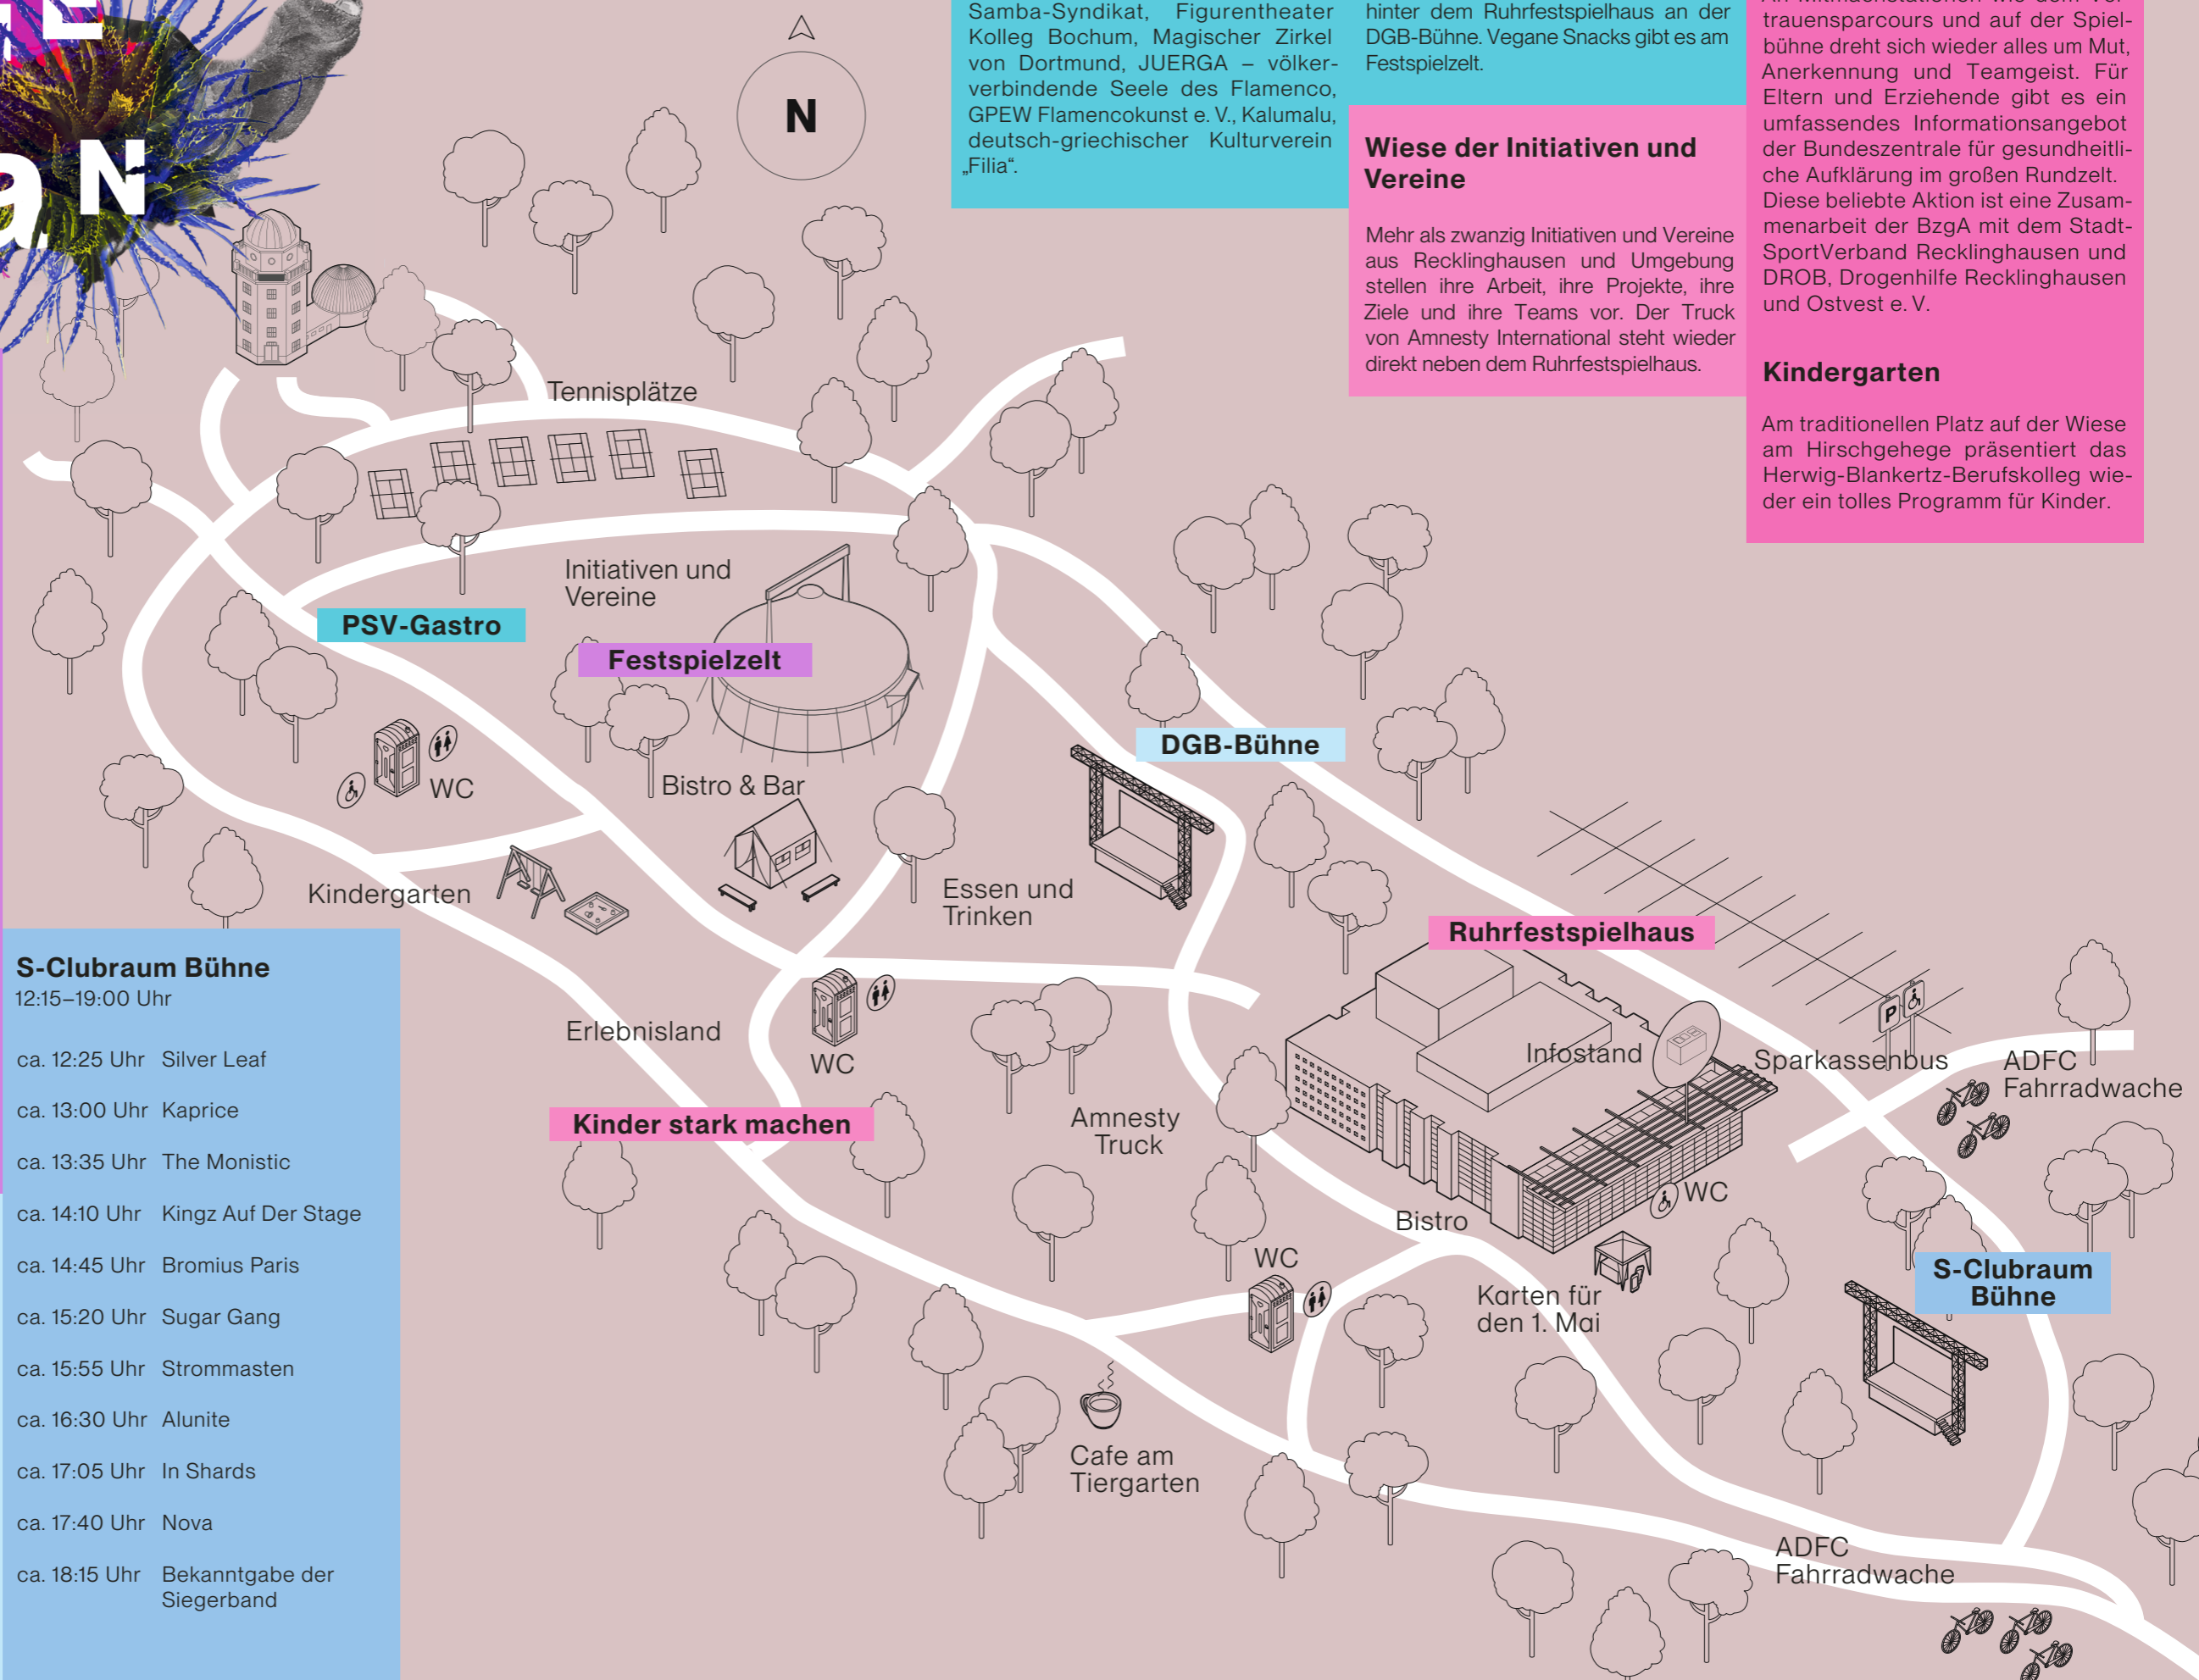 N
Samba-Syndikat, Figurentheater
Kolleg Bochum, Magischer Zirkel
von Dortmund, JUERGA – völker-
verbindende Seele des Flamenco,
GPEW Flamencokunst e. V., Kalumalu,
deutsch-griechischer Kulturverein
„Filia“.
hinter dem Ruhrfestspielhaus an der
DGB-Bühne. Vegane Snacks gibt es am
Festspielzelt.
Wiese der Initiativen und
Vereine
Mehr als zwanzig Initiativen und Vereine
aus Recklinghausen und Umgebung
stellen ihre Arbeit, ihre Projekte, ihre
Ziele und ihre Teams vor. Der Truck
von Amnesty International steht wieder
direkt neben dem Ruhrfestspielhaus.
An Mitmachstationen wie dem Ver-
trauensparcours und auf der Spiel-
bühne dreht sich wieder alles um Mut,
Anerkennung und Teamgeist. Für
Eltern und Erziehende gibt es ein
umfassendes Informationsangebot
der Bundeszentrale für gesundheitli-
che Aufklärung im großen Rundzelt.
Diese beliebte Aktion ist eine Zusam-
menarbeit der BzgA mit dem Stadt-
SportVerband Recklinghausen und
DROB, Drogenhilfe Recklinghausen
und Ostvest e. V.
Kindergarten
Am traditionellen Platz auf der Wiese
am Hirschgehege präsentiert das
Herwig-Blankertz-Berufskolleg wie-
der ein tolles Programm für Kinder.
aN
Tennisplätze
Initiativen und
Vereine
PSV-Gastro
Festspielzelt
DGB-Bühne
WC
Bistro & Bar
Kindergarten
Essen und
Trinken
Ruhrfestspielhaus
Erlebnisland
WC
Infostand
P
Sparkassenbus
ADFC
Fahrradwache
Kinder stark machen
Amnesty
Truck
WC
Bistro
WC
Karten für
den 1. Mai
S-Clubraum
Bühne
Cafe am
Tiergarten
ADFC
Fahrradwache
S-Clubraum Bühne
12:15–19:00 Uhr
ca. 12:25 Uhr Silver Leaf
ca. 13:00 Uhr Kaprice
ca. 13:35 Uhr The Monistic
ca. 14:10 Uhr Kingz Auf Der Stage
ca. 14:45 Uhr Bromius Paris
ca. 15:20 Uhr Sugar Gang
ca. 15:55 Uhr Strommasten
ca. 16:30 Uhr Alunite
ca. 17:05 Uhr In Shards
ca. 17:40 Uhr Nova
ca. 18:15 Uhr Bekanntgabe der
Siegerband